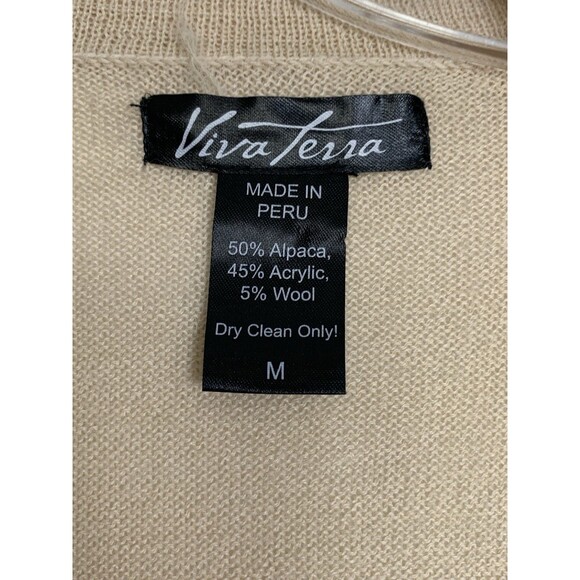 Viva Terra
MADE IN
PERU
50% Alpaca,
45% Acrylic,
5% Wool
Dry Clean Only!
M